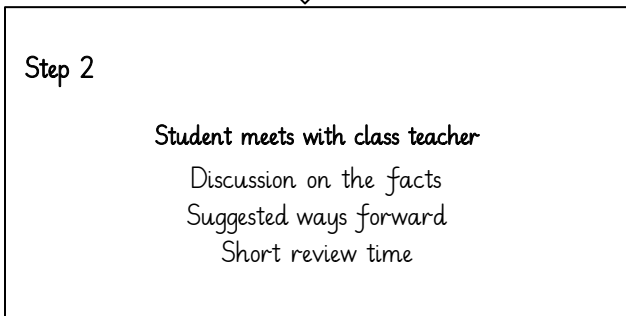 Step 2
Student meets with class teacher
Discussion on the facts
Suggested ways forward
Short review time